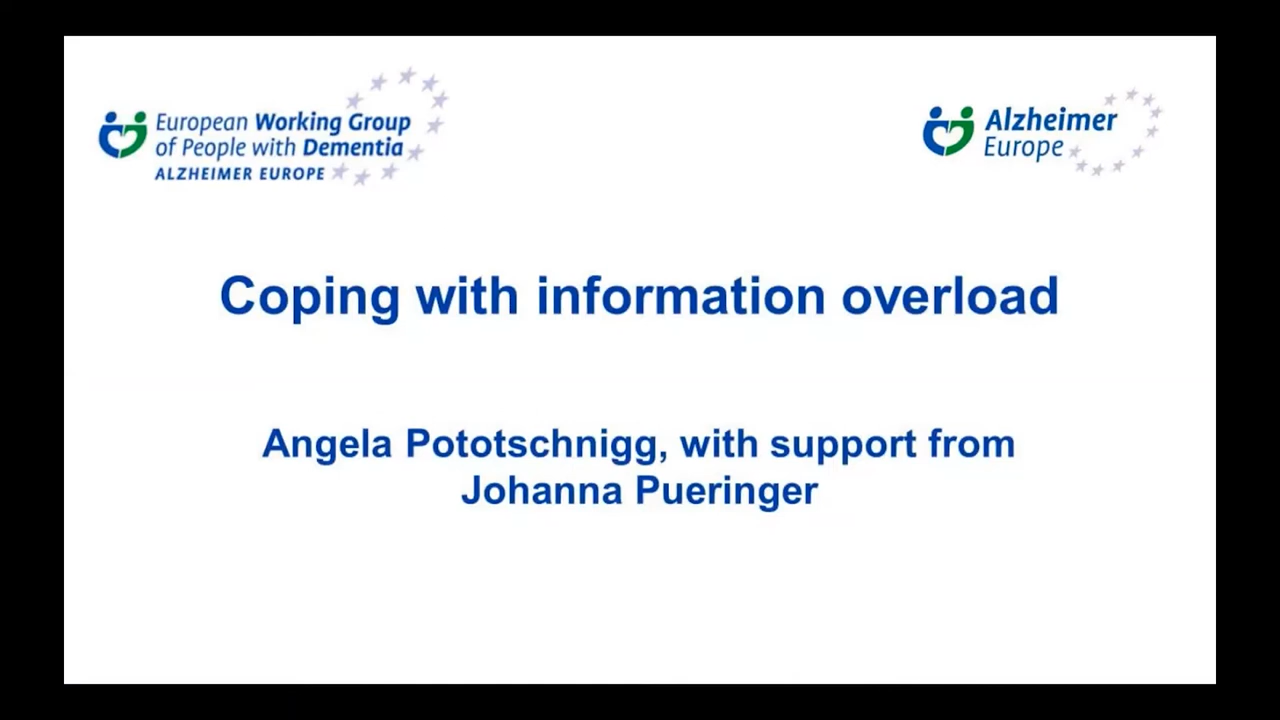 European Working Group
of People with Dementia
ALZHEIMER EUROPE
Alzheimer
Europe
Coping with information overload
Angela Pototschnigg, with support from
Johanna Pueringer